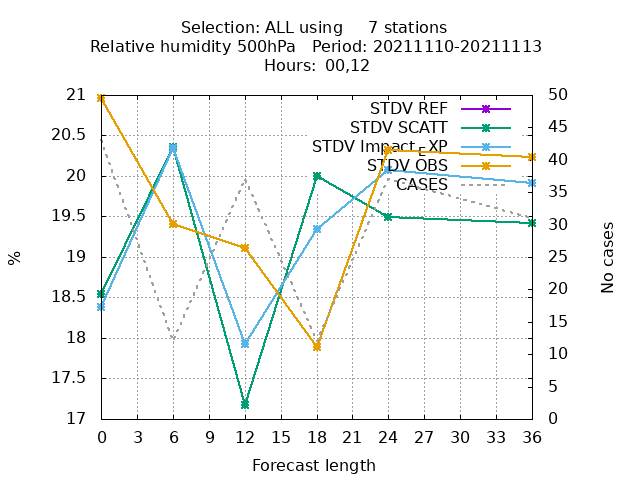 Selection: ALL using 7 stations
Relative humidity 500hPa Period: 20211110-20211113
Hours: 00,12
STDV REF
STDV SCATT
STDV Impact_XP
STDV OBS
CASES
21
20.5
20
19.5
19
18.5
18
17.5
17
%
50
45
40
35
30
25
20
15
10
5
0
No cases
0 3 6 9 12 15 18 21 24 27 30 33 36
Forecast length